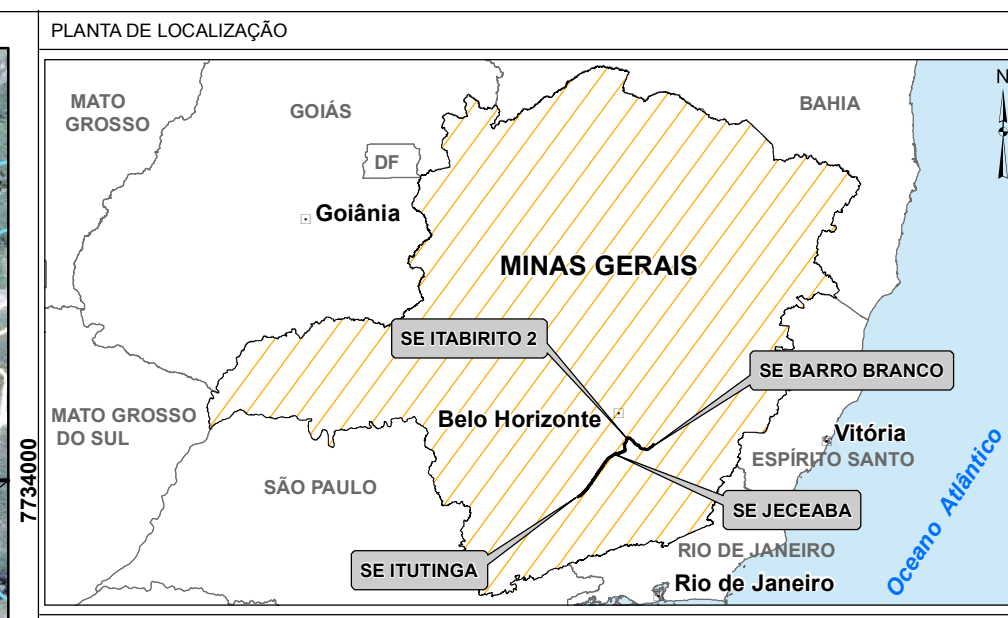 PLANTA DE LOCALIZAÇÃO
N
MATO
GROSSO
GOIÁS
BAHIA
DF
Goiânia
MINAS GERAIS
SE ITABIRITO 2
SE BARRO BRANCO
MATO GROSSO
DO SUL
Belo Horizonte
Vitória
ESPÍRITO SANTO
7734000
SÃO PAULO
SE JECEABA
RIO DE JANEIRO
SE ITUTINGA
Rio de Janeiro
Oceano Atlântico